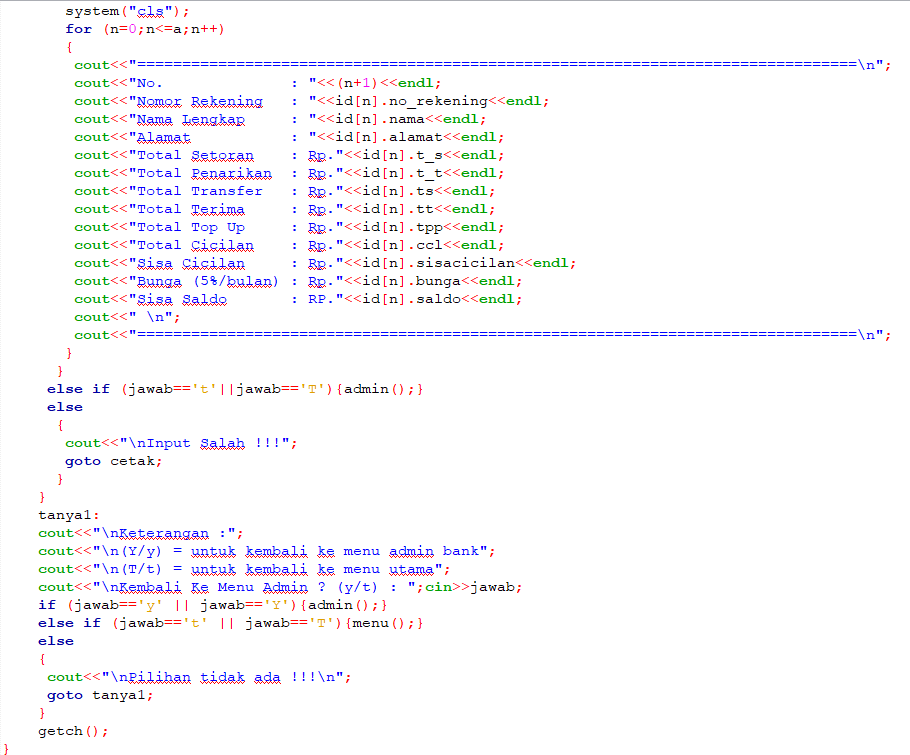 system("cls");
for (n=0;n<=a;n++)
{
cout<<"================================================================================\n";
cout<<"No.              : "<<(n+1)<<endl;
cout<<"Nomor Rekening   : "<<id[n].no_rekening<<endl;
cout<<"Nama Lengkap     : "<<id[n].nama<<endl;
cout<<"Alamat           : "<<id[n].alamat<<endl;
cout<<"Total Setoran    : Rp."<<id[n].t_s<<endl;
cout<<"Total Penarikan  : Rp."<<id[n].t_t<<endl;
cout<<"Total Transfer   : Rp."<<id[n].ts<<endl;
cout<<"Total Terima     : Rp."<<id[n].tt<<endl;
cout<<"Total Top Up     : Rp."<<id[n].tpp<<endl;
cout<<"Total Cicilan    : Rp."<<id[n].ccl<<endl;
cout<<"Sisa Cicilan     : Rp."<<id[n].sisacicilan<<endl;
cout<<"Bunga (5%/bulan) : Rp."<<id[n].bunga<<endl;
cout<<"Sisa Saldo       : RP."<<id[n].saldo<<endl;
cout<<" \n";
cout<<"================================================================================\n";
}
}
else if (jawab=='t'||jawab=='T'){admin();}
else
{
cout<<"\nInput Salah !!!";
goto cetak;
}
}
tanya1:
cout<<"\nKeterangan :";
cout<<"\n(Y/y) = untuk kembali ke menu admin bank";
cout<<"\n(T/t) = untuk kembali ke menu utama";
cout<<"\nKembali Ke Menu Admin ? (y/t) : ";cin>>jawab;
if (jawab=='y' || jawab=='Y'){admin();}
else if (jawab=='t' || jawab=='T'){menu();}
else
{
cout<<"\nPilihan tidak ada !!!\n";
goto tanya1;
}
getch();
}